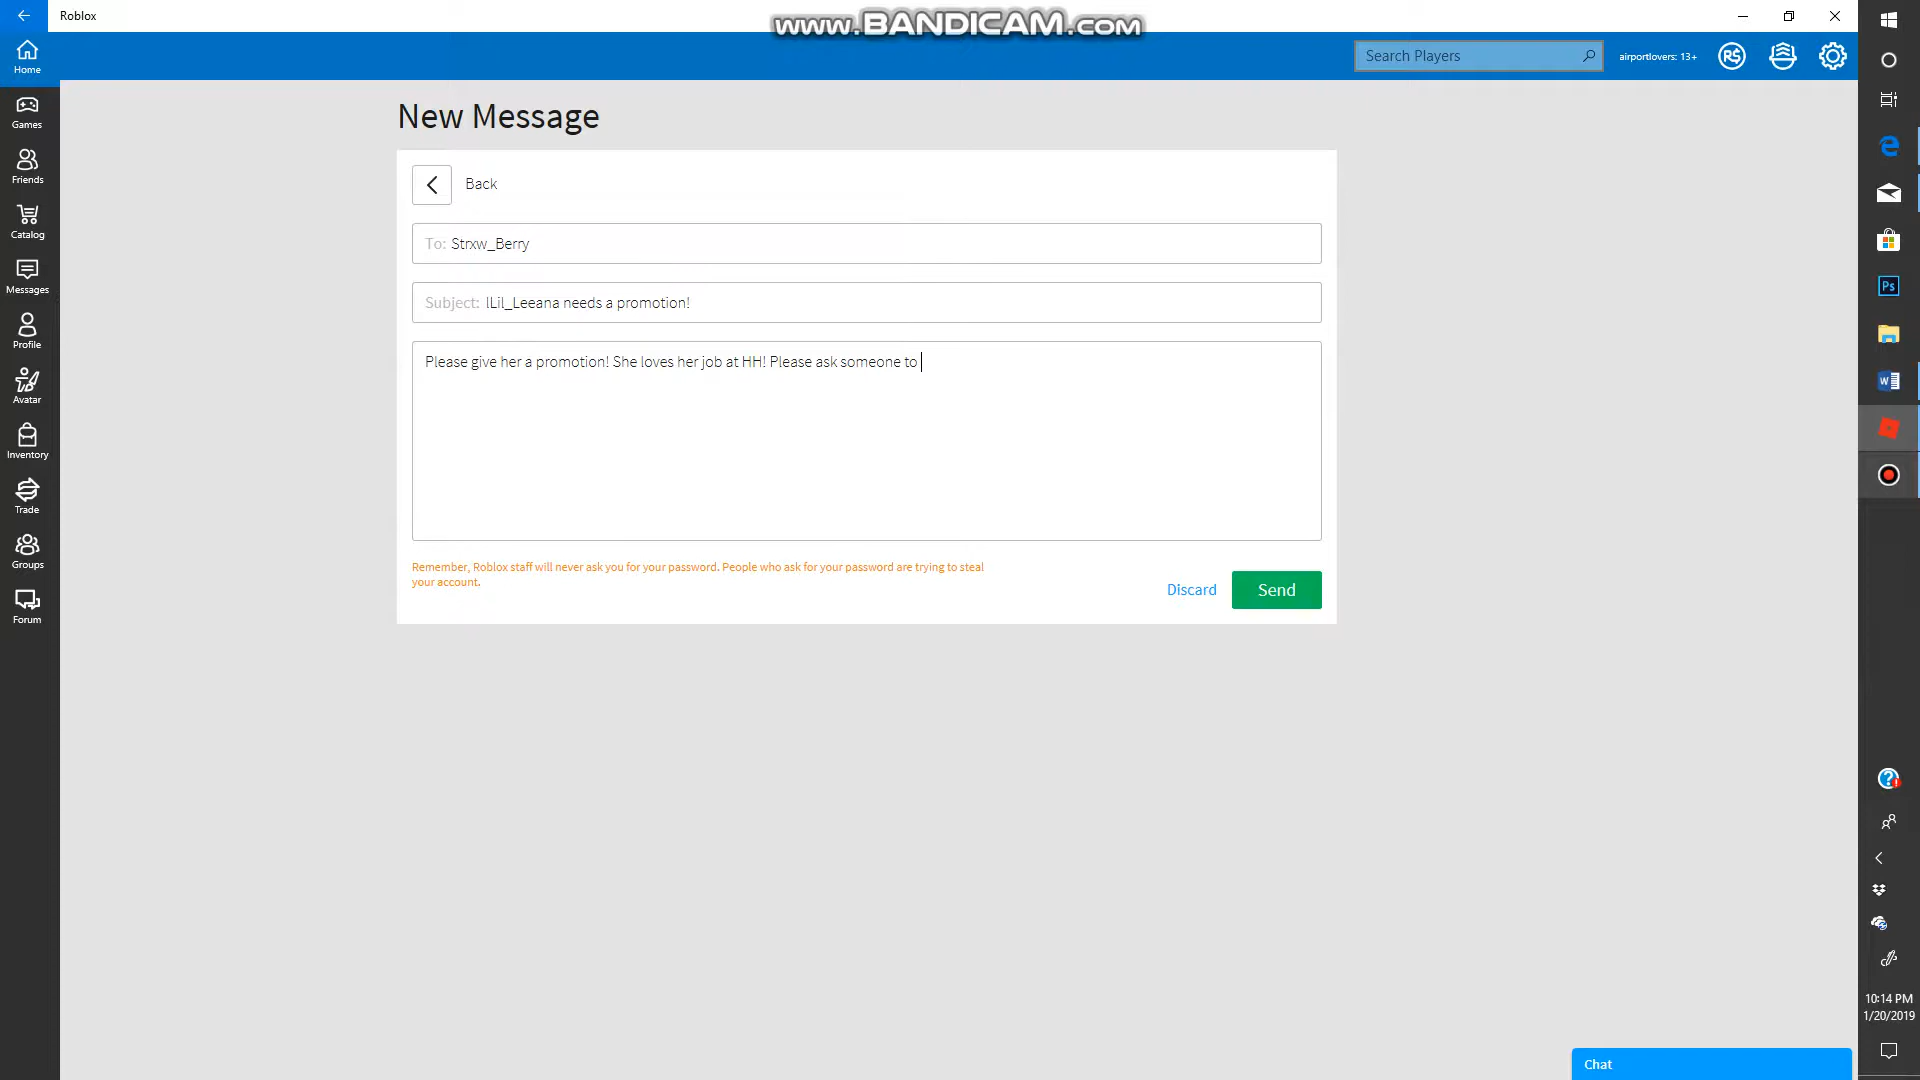 Roblox
www.BANDICAM.com
Home
Search Players
airportlovers: 13+
R$
Games
Friends
Catalog
Messages
Profile
Avatar
Inventory
Trade
Groups
Forum
New Message
Back
To: Strxw_Berry
Subject: lLil_Leeana needs a promotion!
Please give her a promotion! She loves her job at HH! Please ask someone to
Remember, Roblox staff will never ask you for your password. People who ask for your password are trying to steal
your account.
Discard
Send
Chat
Ps
10:14 PM
1/20/2019